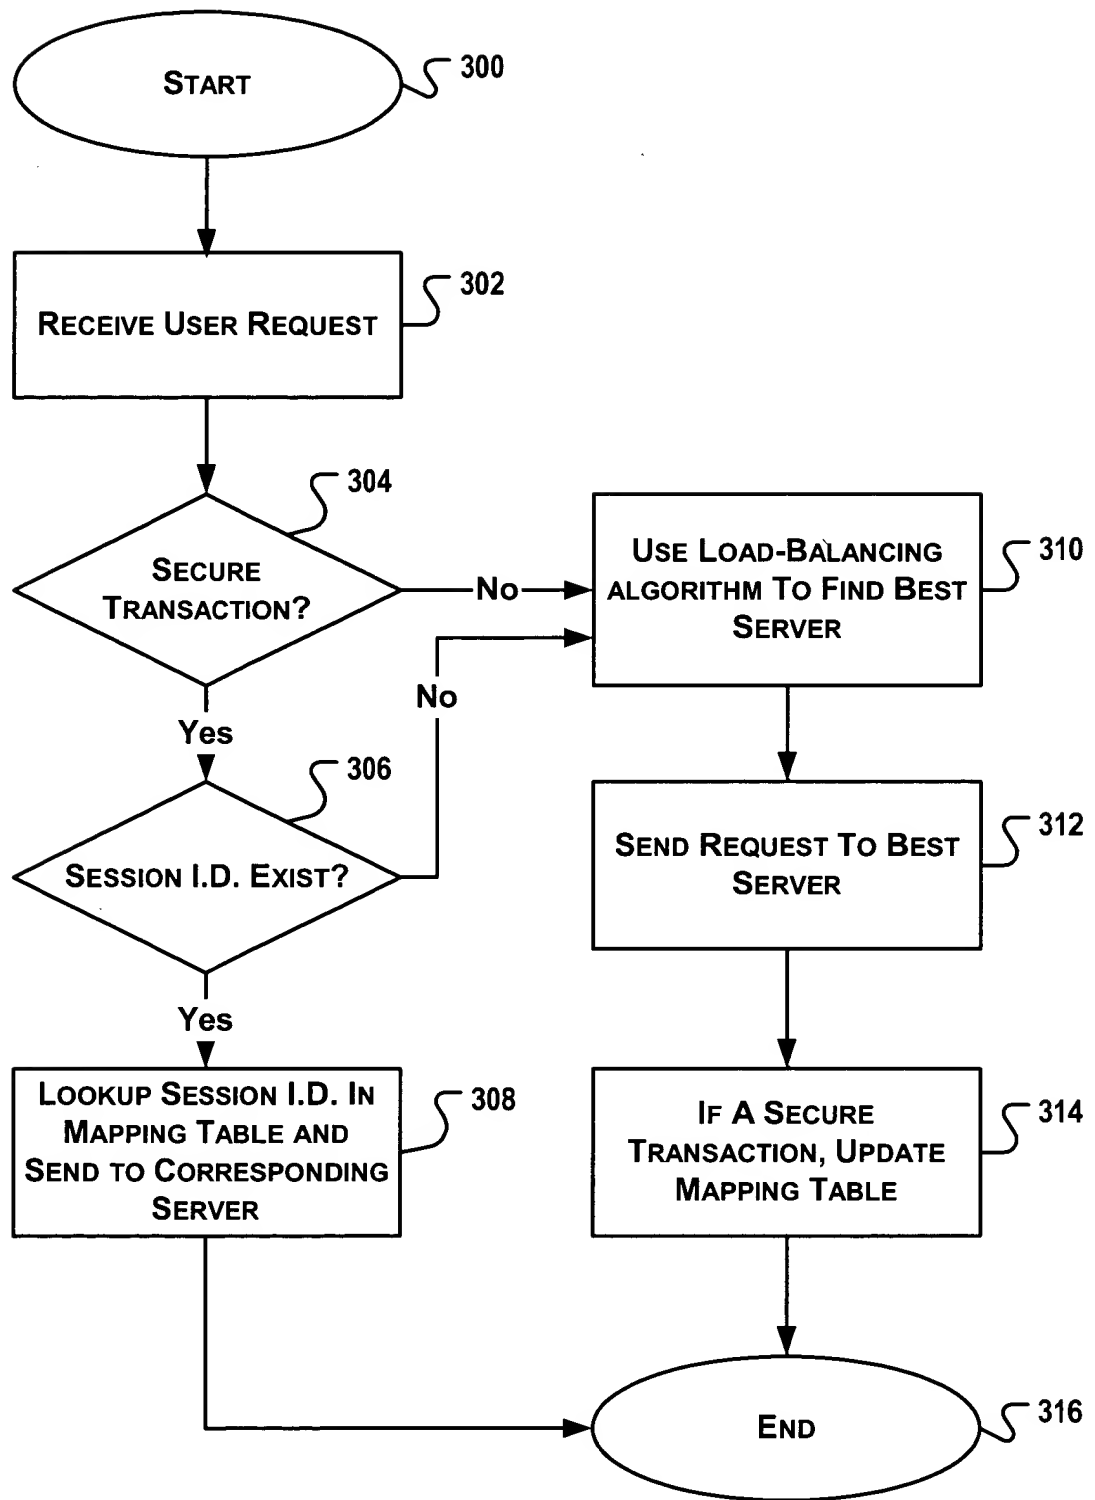 START
300
RECEIVE USER REQUEST
302
304
SECURE
TRANSACTION?
No
USE LOAD-BALANCING
ALGORITHM TO FIND BEST
SERVER
310
Yes
No
306
SESSION I.D. EXIST?
SEND REQUEST TO BEST
SERVER
312
Yes
LOOKUP SESSION I.D. IN
MAPPING TABLE AND
SEND TO CORRESPONDING
SERVER
308
IF A SECURE
TRANSACTION, UPDATE
MAPPING TABLE
314
END
316